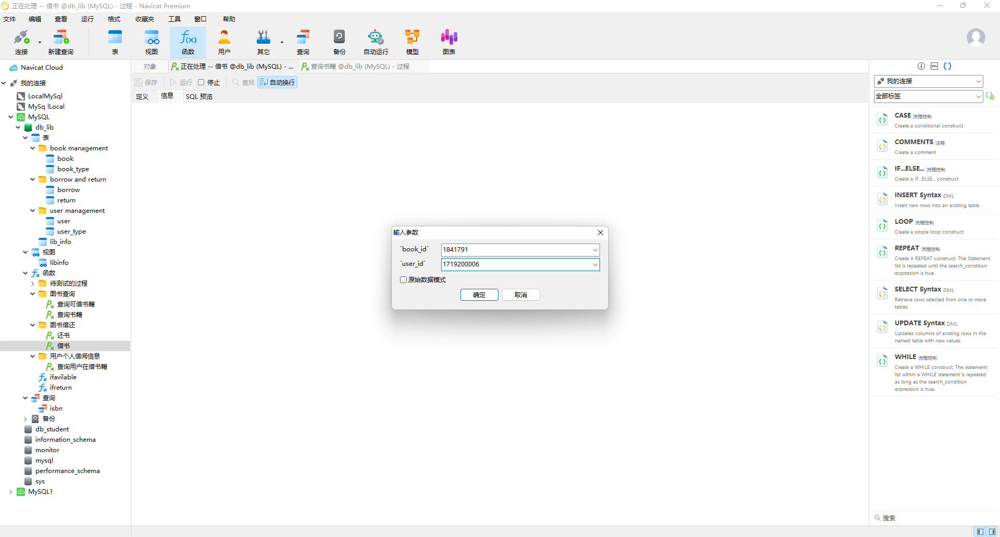 正在处理 -- 借书 @db_lib (MySQL) - 过程 - Navicat Premium
文件 编辑 查看 运行 格式 收藏夹 工具 窗口 帮助
连接 新建查询 表 视图 函数 用户 其它 查询 备份 自动运行 模型 图表
Navicat Cloud
我的连接
LocalMySql
MySq lLocal
MySQL
db_lib
表
book management
book
book_type
borrow and return
borrow
return
user management
user
user_type
lib_info
视图
libinfo
函数
待测试的过程
图书查询
查询可借书籍
查询书籍
图书借还
还书
借书
用户个人借阅信息
查询用户在借书籍
ifavilable
ifreturn
查询
isbn
备份
db_student
information_schema
monitor
mysql
performance_schema
sys
MySQL1
对象 正在处理 -- 借书 @db_lib (MySQL) - ... 查询书籍 @db_lib (MySQL) - 过程
保存 运行 停止 查找 自动换行
定义 信息 SQL 预览
输入参数
`book_id` 1841791
`user_id` 1719200006
原始数据模式
确定 取消
DDL
我的连接
全部标签
CASE 流程控制
Create a conditional construct
COMMENTS 注释
Create a comment
IF...ELSE... 流程控制
Create a IF...ELSE... construct
INSERT Syntax DML
Insert new rows into an existing table
LOOP 流程控制
Create a simple loop construct
REPEAT 流程控制
Create A REPEAT construct. The Statement
list is repeated until the search_condition
expression is true.
SELECT Syntax DML
Retrieve rows selected from one or more
tables
UPDATE Syntax DML
Updates columns of existing rows in the
named table with new values
WHILE 流程控制
Create a WHILE construct. The statement
list within a WHILE statement is repeated
as long as the search_condition
expression is true.
搜索